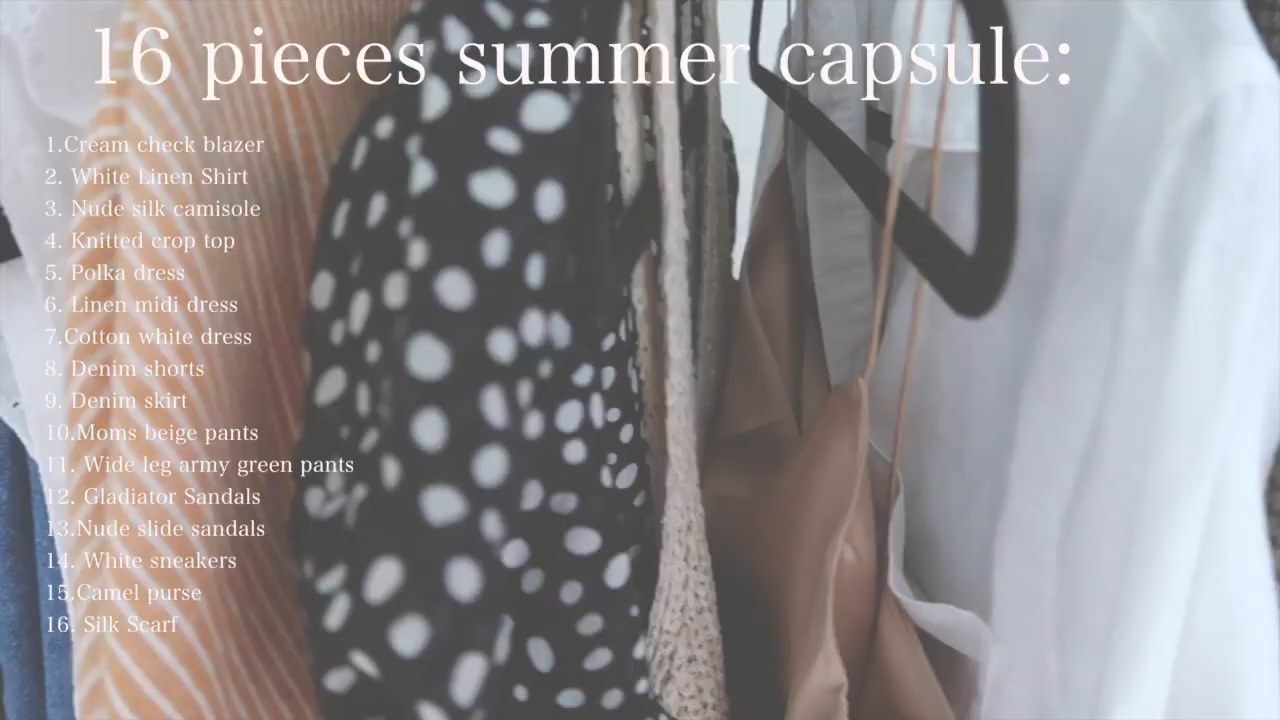 16 pieces summer capsule:
1.Cream check blazer
2. White Linen Shirt
3. Nude silk camisole
4. Knitted crop top
5. Polka dress
6. Linen midi dress
7.Cotton white dress
8. Denim shorts
9. Denim skirt
10.Moms beige pants
11. Wide leg army green pants
12. Gladiator Sandals
13.Nude slide sandals
14. White sneakers
15.Camel purse
16. Silk Scarf